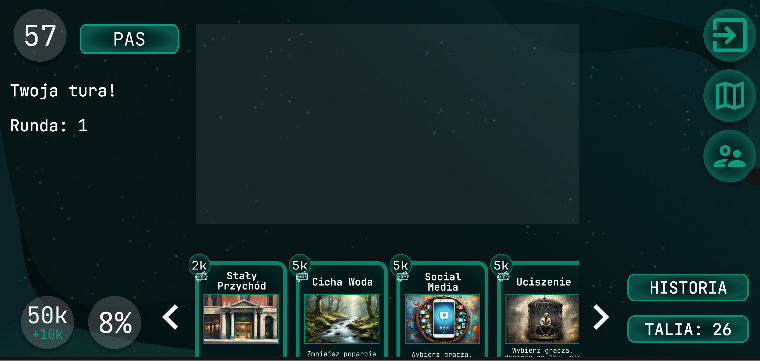 57
PAS
Twoja tura!
Runda: 1
2k
Stały
Przychód
5k
Cicha Woda
Zmniejsz poparcie
5k
Social
Media
Wybierz gracza,
5k
Uciszenie
Wybierz gracza,
50k
+10k
8%
HISTORIA
TALIA: 26